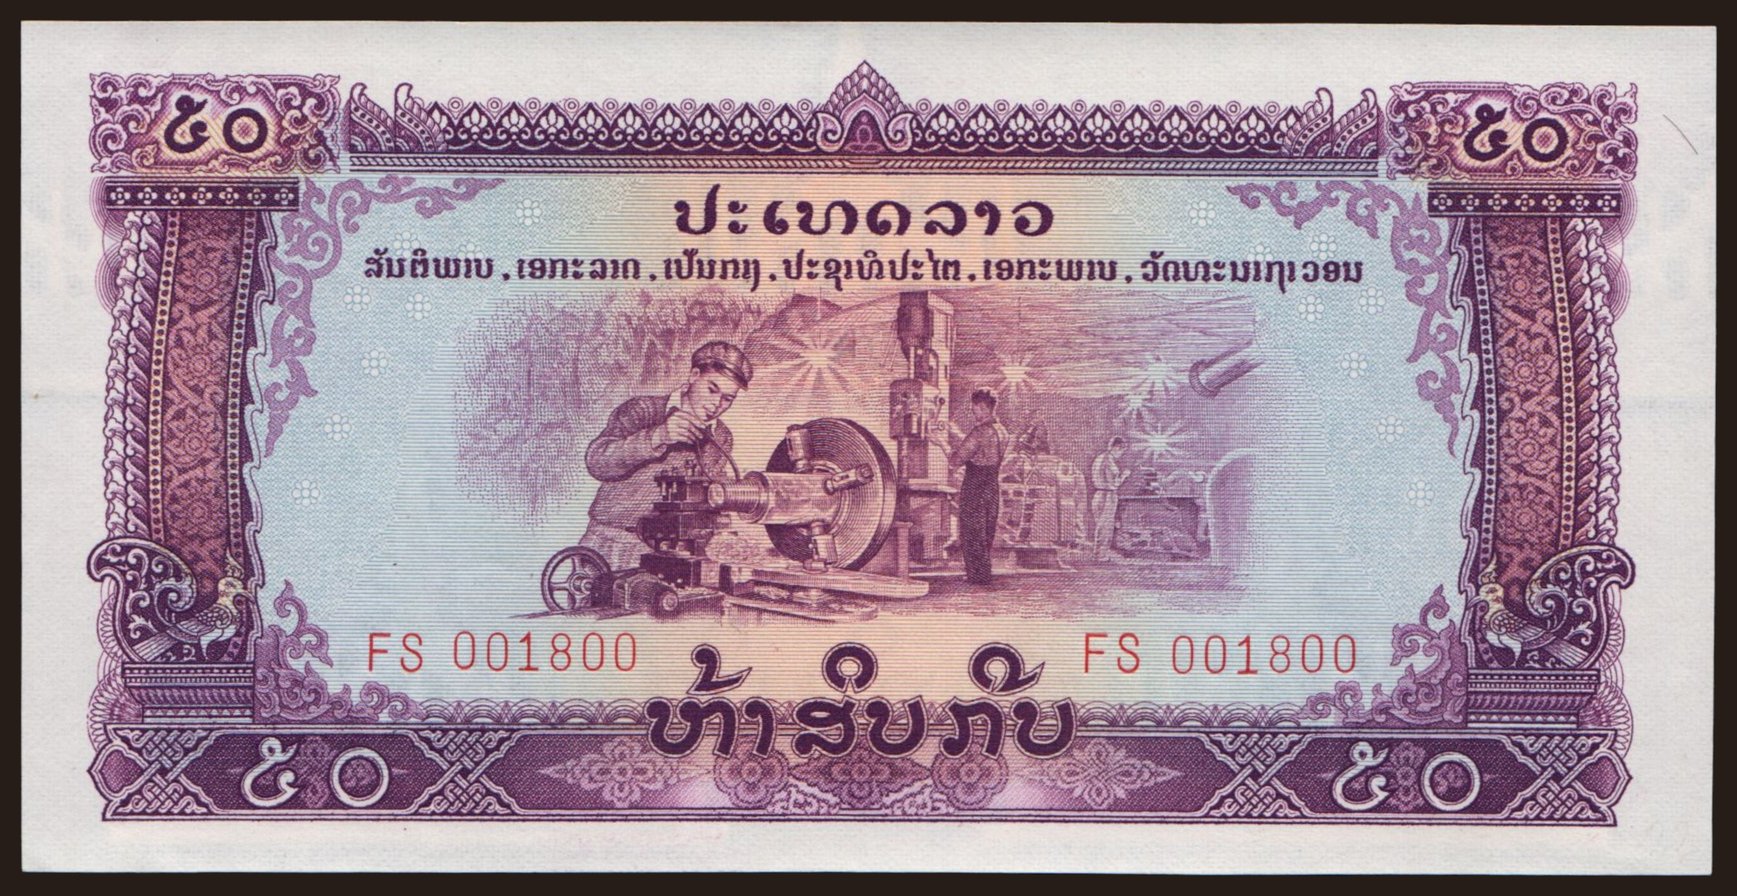 ໕໐ ໕໐
ປະເທດລາວ
ສັນຕິພາບ, ເອກະລາດ, ເປັນກາງ, ປະຊາທິປະໄຕ, ເອກະພາບ, ວັດທະນາຖາວອນ
FS 001800 FS 001800
ຫ້າສິບກີບ
໕໐ ໕໐